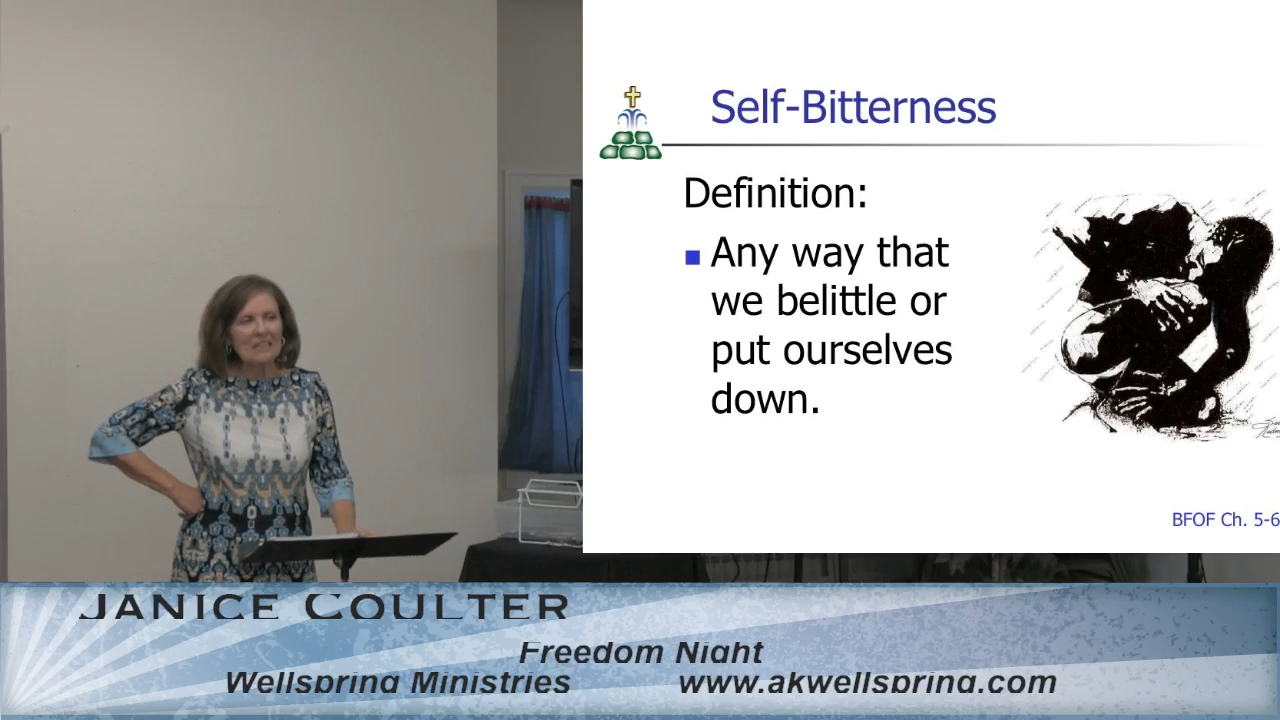 Self-Bitterness
Definition:
Any way that
we belittle or
put ourselves
down.
BFOF Ch. 5-6
JANICE COULTER
Freedom Night
Wellspring Ministries www.akwellspring.com